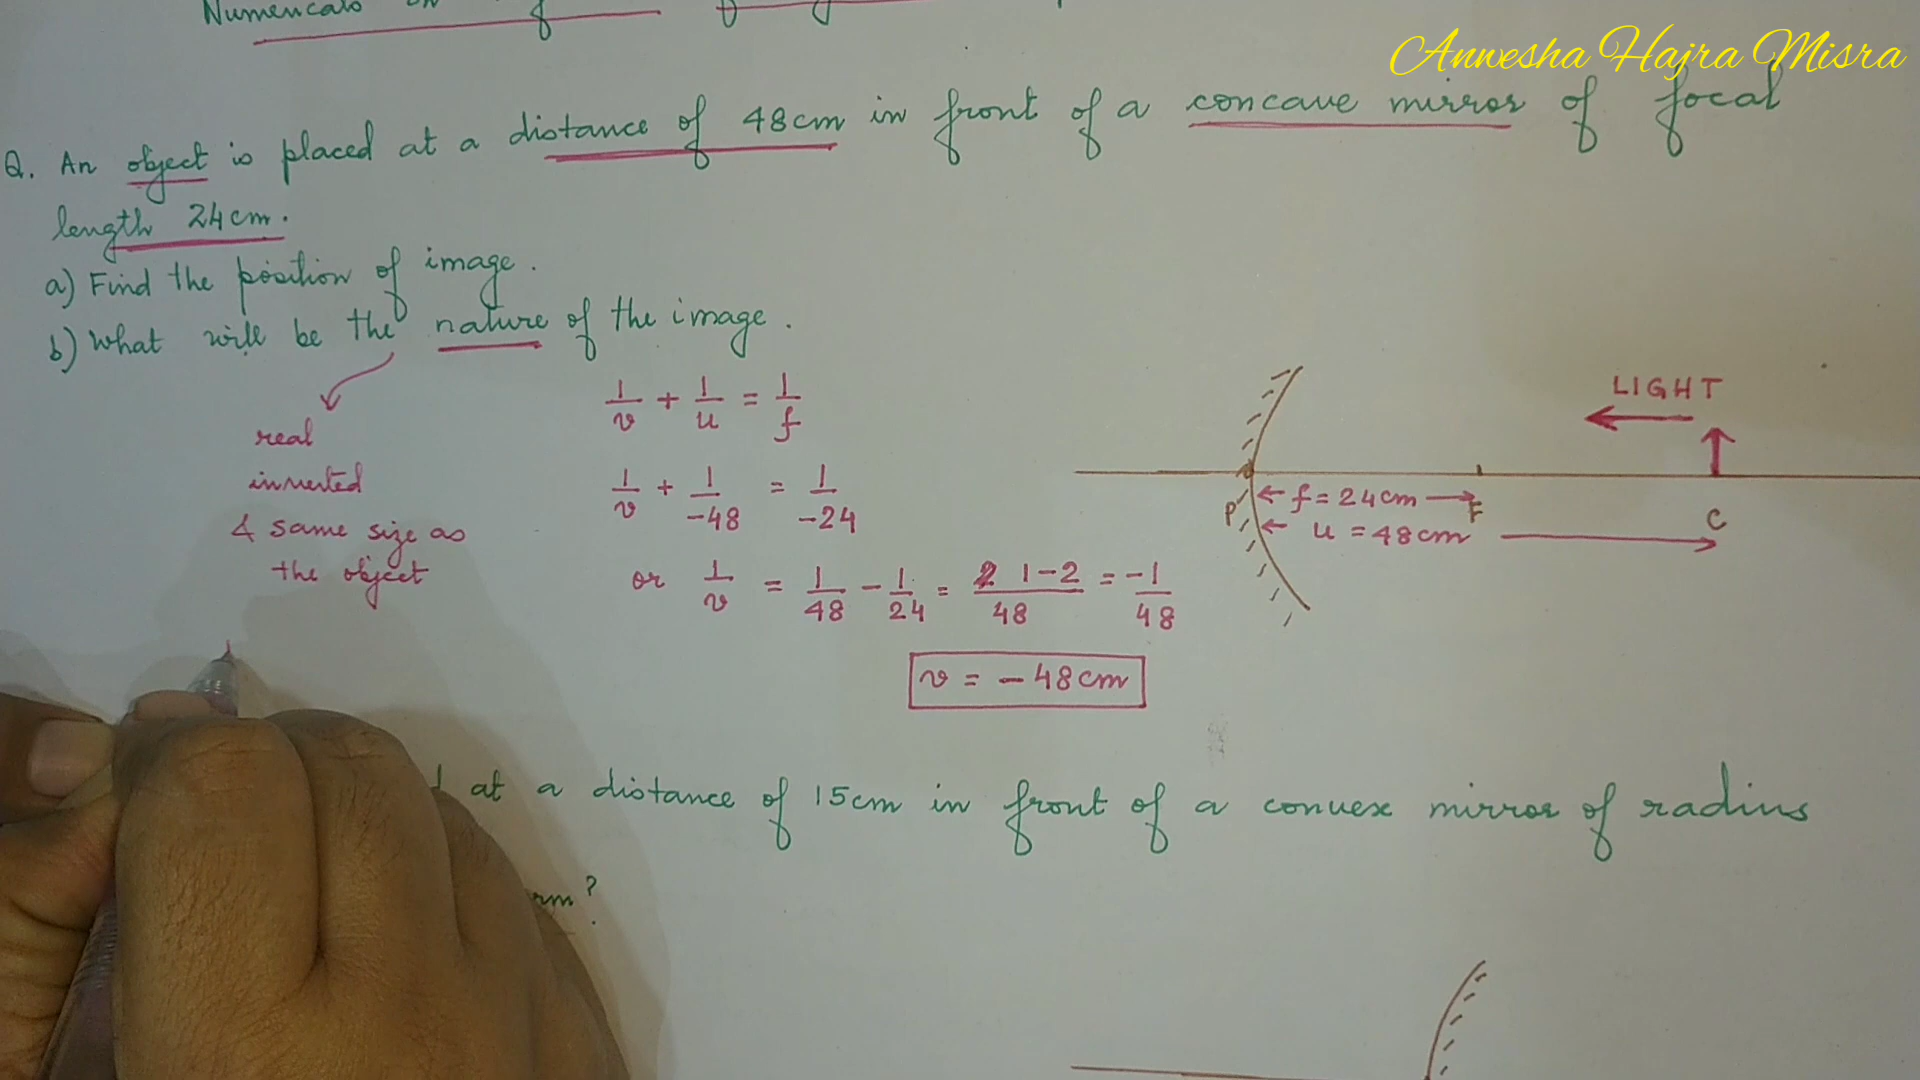 Anwesha Hajra Misra
Numericals on
Q. An object is placed at a distance of 48cm in front of a concave mirror of focal
length 24cm.
a) Find the position of image.
b) What will be the nature of the image.
real
inverted
& same size as
the object
1/v + 1/u = 1/f
1/v + 1/-48 = 1/-24
or 1/v = 1/48 - 1/24 = 1-2/48 = -1/48
v = - 48cm
LIGHT
P
← f = 24cm → F
← u = 48cm → C
at a distance of 15cm in front of a convex mirror of radius
?